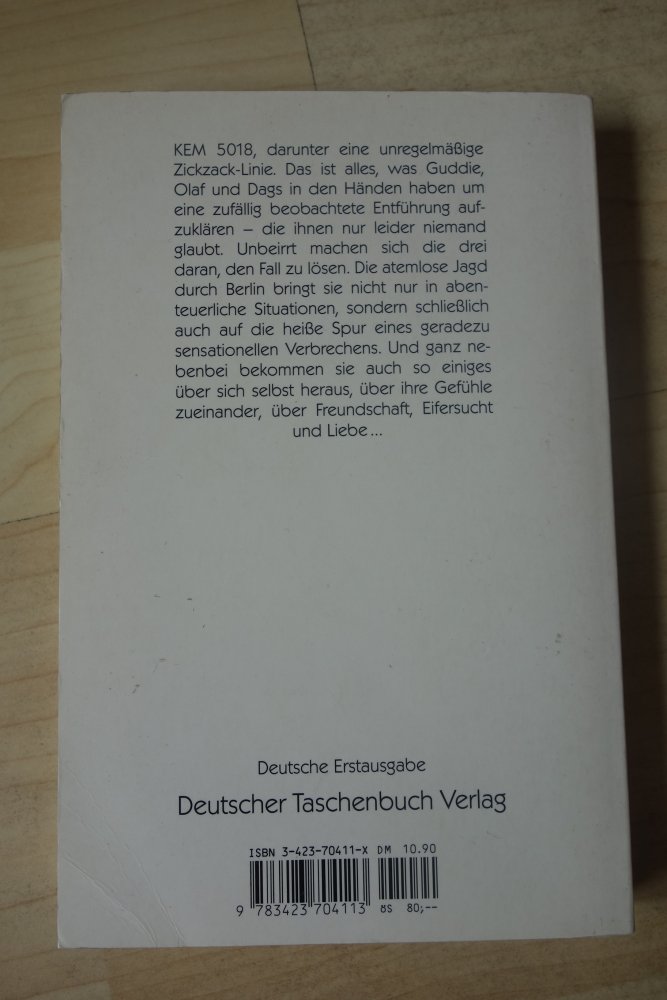 KEM 5018, darunter eine unregelmäßige
Zickzack-Linie. Das ist alles, was Guddie,
Olaf und Dags in den Händen haben um
eine zufällig beobachtete Entführung auf-
zuklären – die ihnen nur leider niemand
glaubt. Unbeirrt machen sich die drei
daran, den Fall zu lösen. Die atemlose Jagd
durch Berlin bringt sie nicht nur in aben-
teuerliche Situationen, sondern schließlich
auch auf die heiße Spur eines geradezu
sensationellen Verbrechens. Und ganz ne-
benbei bekommen sie auch so einiges
über sich selbst heraus, über ihre Gefühle
zueinander, über Freundschaft, Eifersucht
und Liebe...
Deutsche Erstausgabe
Deutscher Taschenbuch Verlag
ISBN 3-423-70411-X DM 10.90
9 783423 704113 öS 80,--